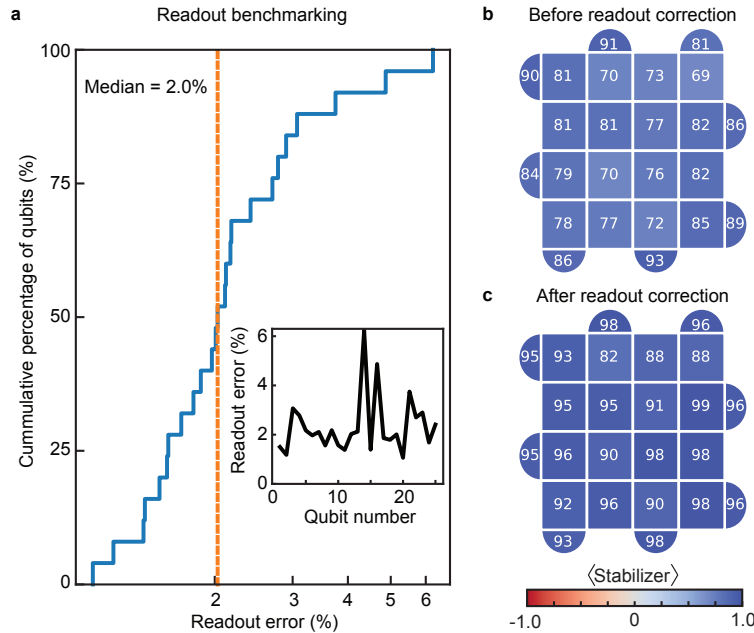 a
Readout benchmarking
Median = 2.0%
Cummulative percentage of qubits (%)
100
75
50
25
0
2
3
4
5
6
Readout error (%)
Readout error (%)
6
4
2
0
0
10
20
Qubit number
b
Before readout correction
91 81
90 81 70 73 69
81 81 77 82 86
84 79 70 76 82
78 77 72 85 89
86 93
c
After readout correction
98 96
95 93 82 88 88
95 95 91 99 96
95 96 90 98 98
92 96 90 98 96
93 98
⟨Stabilizer⟩
-1.0 0 1.0